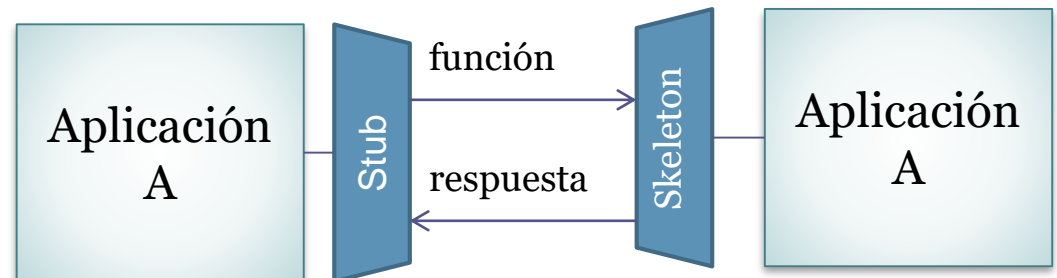 Aplicación
A
Stub
función
respuesta
Skeleton
Aplicación
A